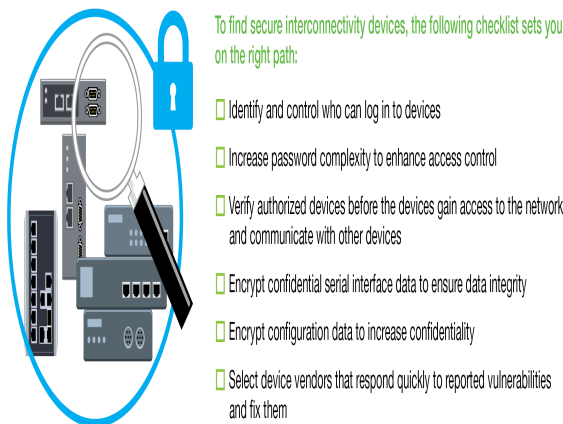 To find secure interconnectivity devices, the following checklist sets you
on the right path:
Identify and control who can log in to devices
Increase password complexity to enhance access control
Verify authorized devices before the devices gain access to the network
and communicate with other devices
Encrypt confidential serial interface data to ensure data integrity
Encrypt configuration data to increase confidentiality
Select device vendors that respond quickly to reported vulnerabilities
and fix them